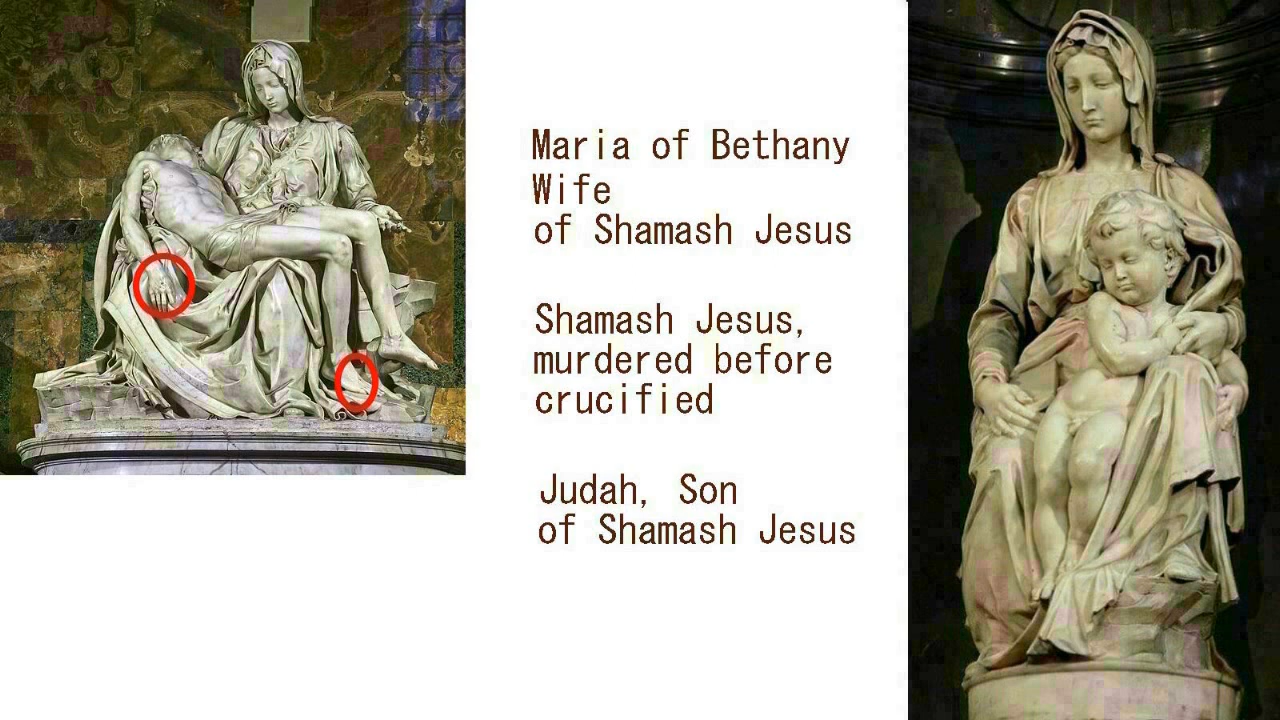 Maria of Bethany
Wife
of Shamash Jesus
Shamash Jesus,
murdered before
crucified
Judah, Son
of Shamash Jesus